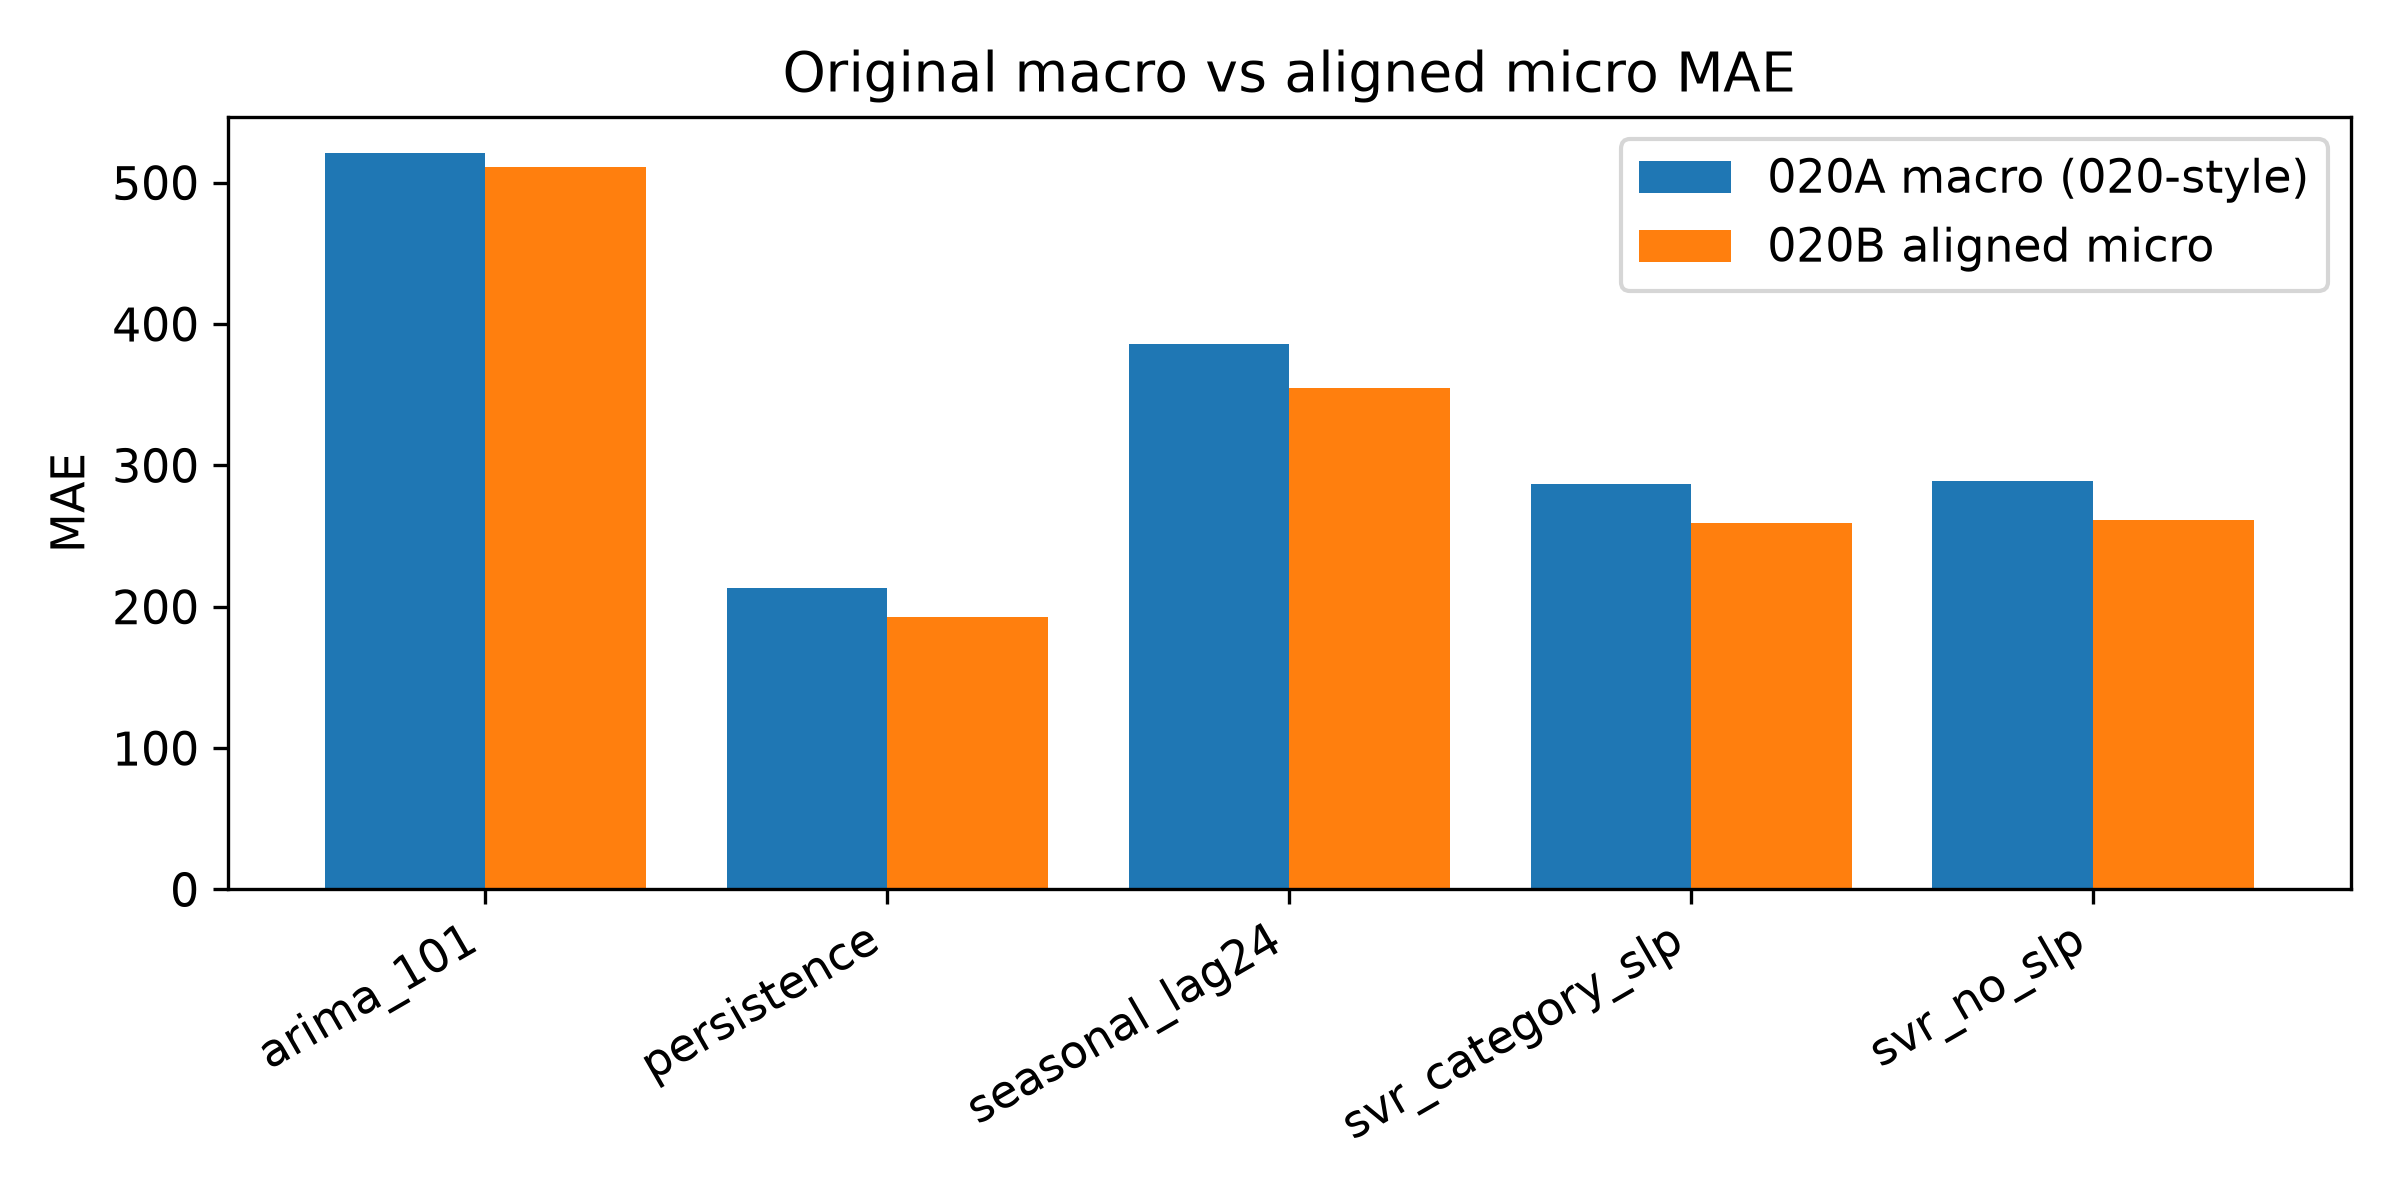 Original macro vs aligned micro MAE
020A macro (020-style)
020B aligned micro
MAE
500
400
300
200
100
0
arima_101
persistence
seasonal_lag24
svr_category_slp
svr_no_slp